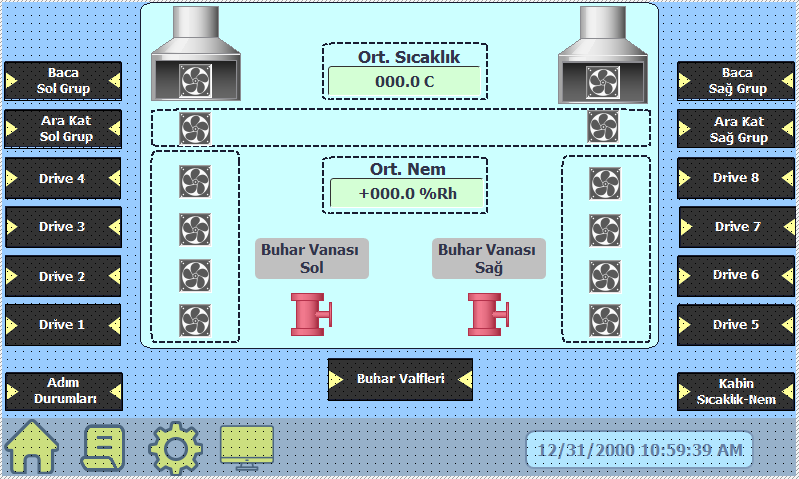 Ort. Sıcaklık
000.0 C
Baca
Sol Grup
Baca
Sağ Grup
Ara Kat
Sol Grup
Ara Kat
Sağ Grup
Ort. Nem
+000.0 %Rh
Drive 4
Drive 8
Drive 3
Drive 7
Buhar Vanası
Sol
Buhar Vanası
Sağ
Drive 2
Drive 6
Drive 1
Drive 5
Buhar Valfleri
Adım
Durumları
Kabin
Sıcaklık-Nem
12/31/2000 10:59:39 AM